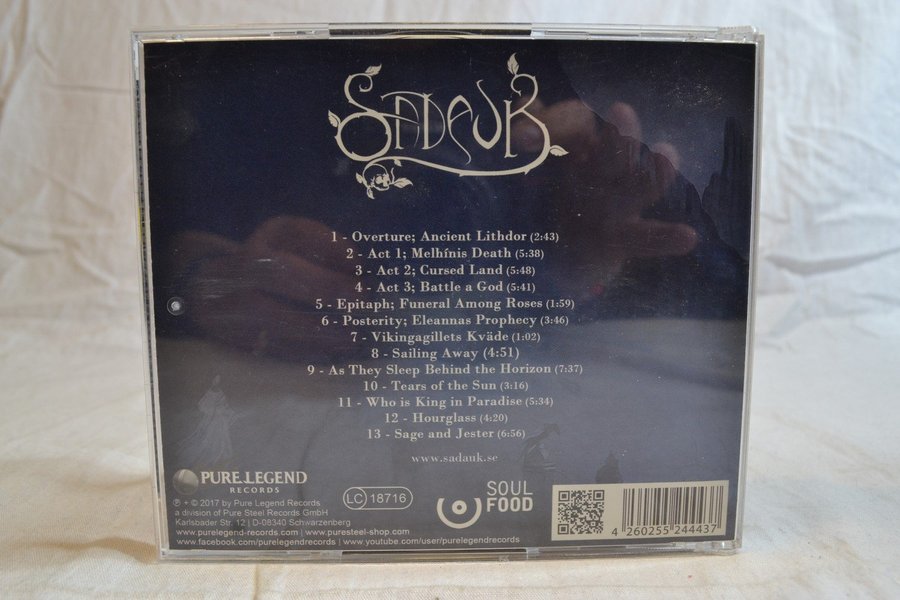 SADAUK
1 - Overture; Ancient Lithdor (2:43)
2 - Act 1; Melhínis Death (5:38)
3 - Act 2; Cursed Land (5:48)
4 - Act 3; Battle a God (5:41)
5 - Epitaph; Funeral Among Roses (1:59)
6 - Posterity; Eleannas Prophecy (3:46)
7 - Vikingagillets Kväde (1:02)
8 - Sailing Away (4:51)
9 - As They Sleep Behind the Horizon (7:37)
10 - Tears of the Sun (3:16)
11 - Who is King in Paradise (5:34)
12 - Hourglass (4:20)
13 - Sage and Jester (6:56)
www.sadauk.se
PURE LEGEND
RECORDS
℗ + © 2017 by Pure Legend Records
a division of Pure Steel Records GmbH
Karlsbader Str. 12 | D-08340 Schwarzenberg
www.purelegend-records.com | www.puresteel-shop.com
www.facebook.com/purelegendrecords | www.youtube.com/user/purelegendrecords
LC 18716
SOUL
FOOD
4 260255 244437